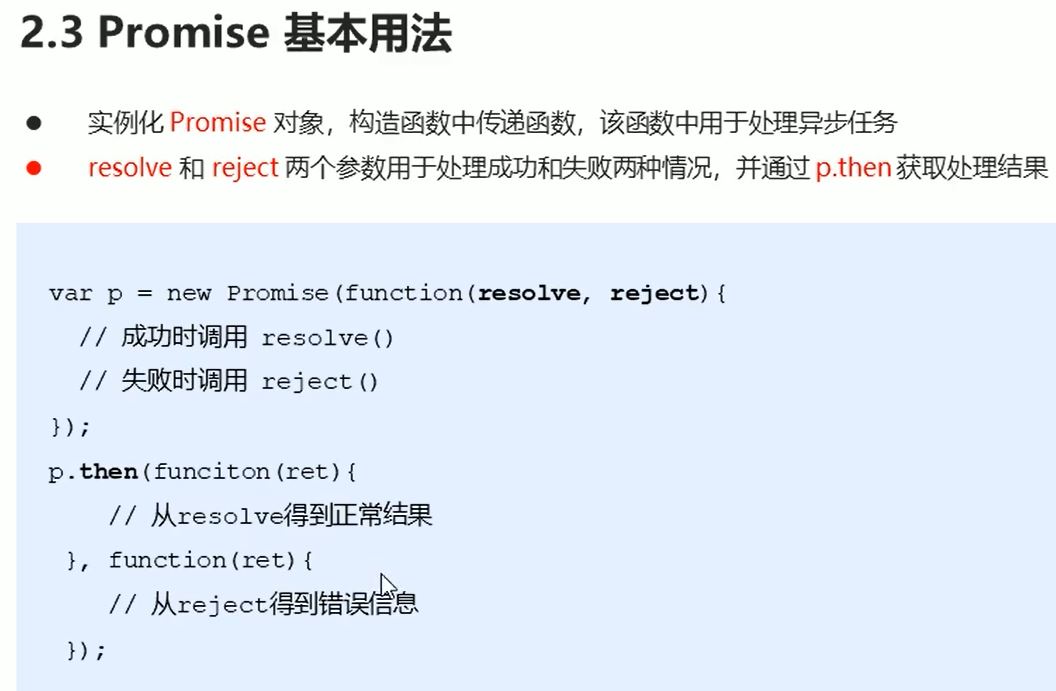 2.3 Promise 基本用法
● 实例化 Promise 对象，构造函数中传递函数，该函数中用于处理异步任务
● resolve 和 reject 两个参数用于处理成功和失败两种情况，并通过 p.then 获取处理结果
var p = new Promise(function(resolve, reject){
// 成功时调用 resolve()
// 失败时调用 reject()
});
p.then(funciton(ret){
// 从resolve得到正常结果
}, function(ret){
// 从reject得到错误信息
});